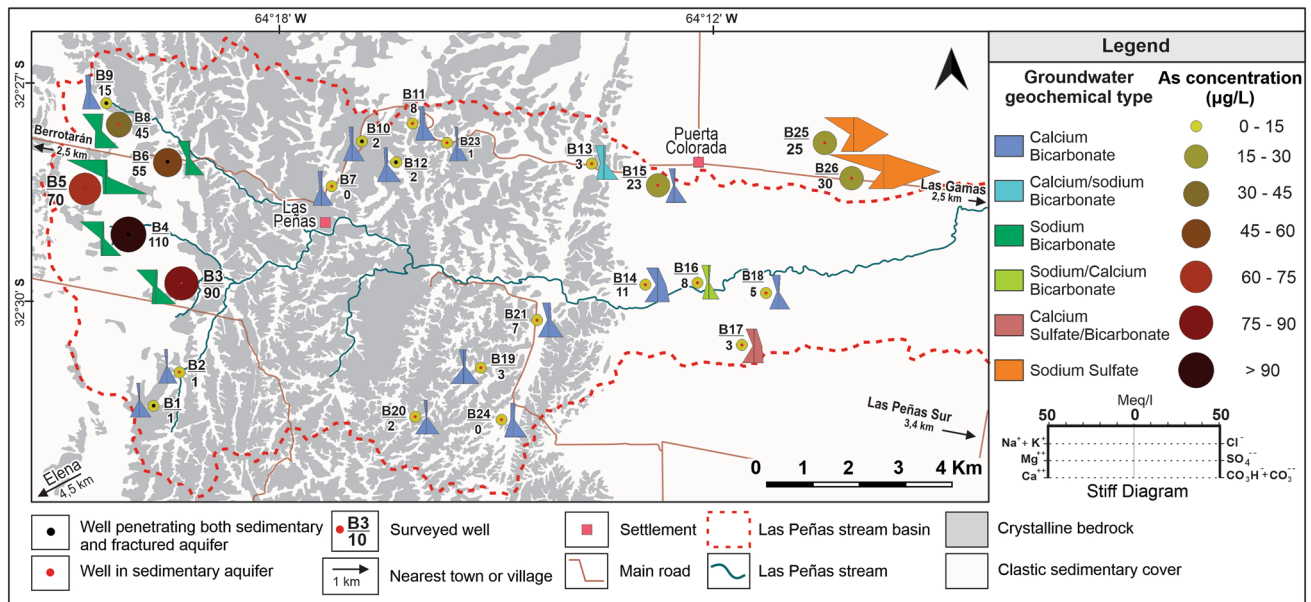 64°18' W
64°12' W
32°27' s
32°30' s
B9
15
B8
45
Berrotarán
2,5 km
B6
55
B5
70
B4
110
B3
90
B2
1
B1
1
Elena
4,5 km
B7
0
Las
Peñas
B10
2
B11
8
B12
2
B23
1
B13
3
B15
23
Puerta
Colorada
B25
25
B26
30
Las Gamas
2,5 km
B14
11
B16
8
B18
5
B17
3
B21
7
B19
3
B20
2
B24
0
Las Peñas Sur
3,4 km
0 1 2 3 4 Km
Legend
Groundwater
geochemical type
Calcium
Bicarbonate
Calcium/sodium
Bicarbonate
Sodium
Bicarbonate
Sodium/Calcium
Bicarbonate
Calcium
Sulfate/Bicarbonate
Sodium Sulfate
As concentration
(µg/L)
0 - 15
15 - 30
30 - 45
45 - 60
60 - 75
75 - 90
> 90
Meq/l
50 0 50
Na⁺+ K⁺ Cl⁻
Mg⁺⁺ SO₄⁻⁻
Ca⁺⁺ CO₃H⁻+CO₃⁻⁻
Stiff Diagram
Well penetrating both sedimentary
and fractured aquifer
Well in sedimentary aquifer
B3
10
Surveyed well
1 km
Nearest town or village
Settlement
Main road
Las Peñas stream basin
Las Peñas stream
Crystalline bedrock
Clastic sedimentary cover